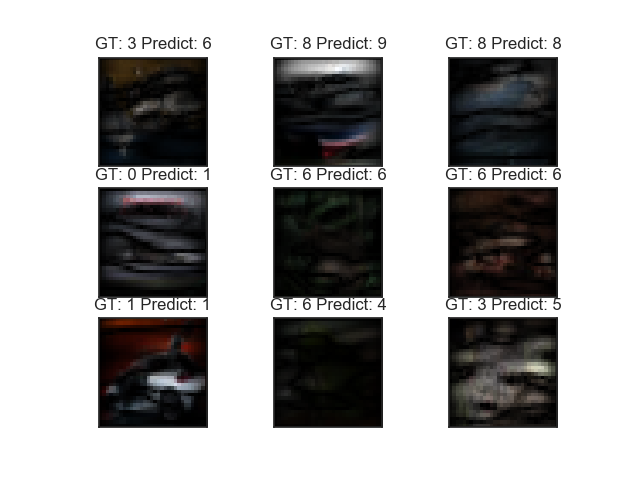 GT: 3 Predict: 6
GT: 8 Predict: 9
GT: 8 Predict: 8
GT: 0 Predict: 1
GT: 6 Predict: 6
GT: 6 Predict: 6
GT: 1 Predict: 1
GT: 6 Predict: 4
GT: 3 Predict: 5